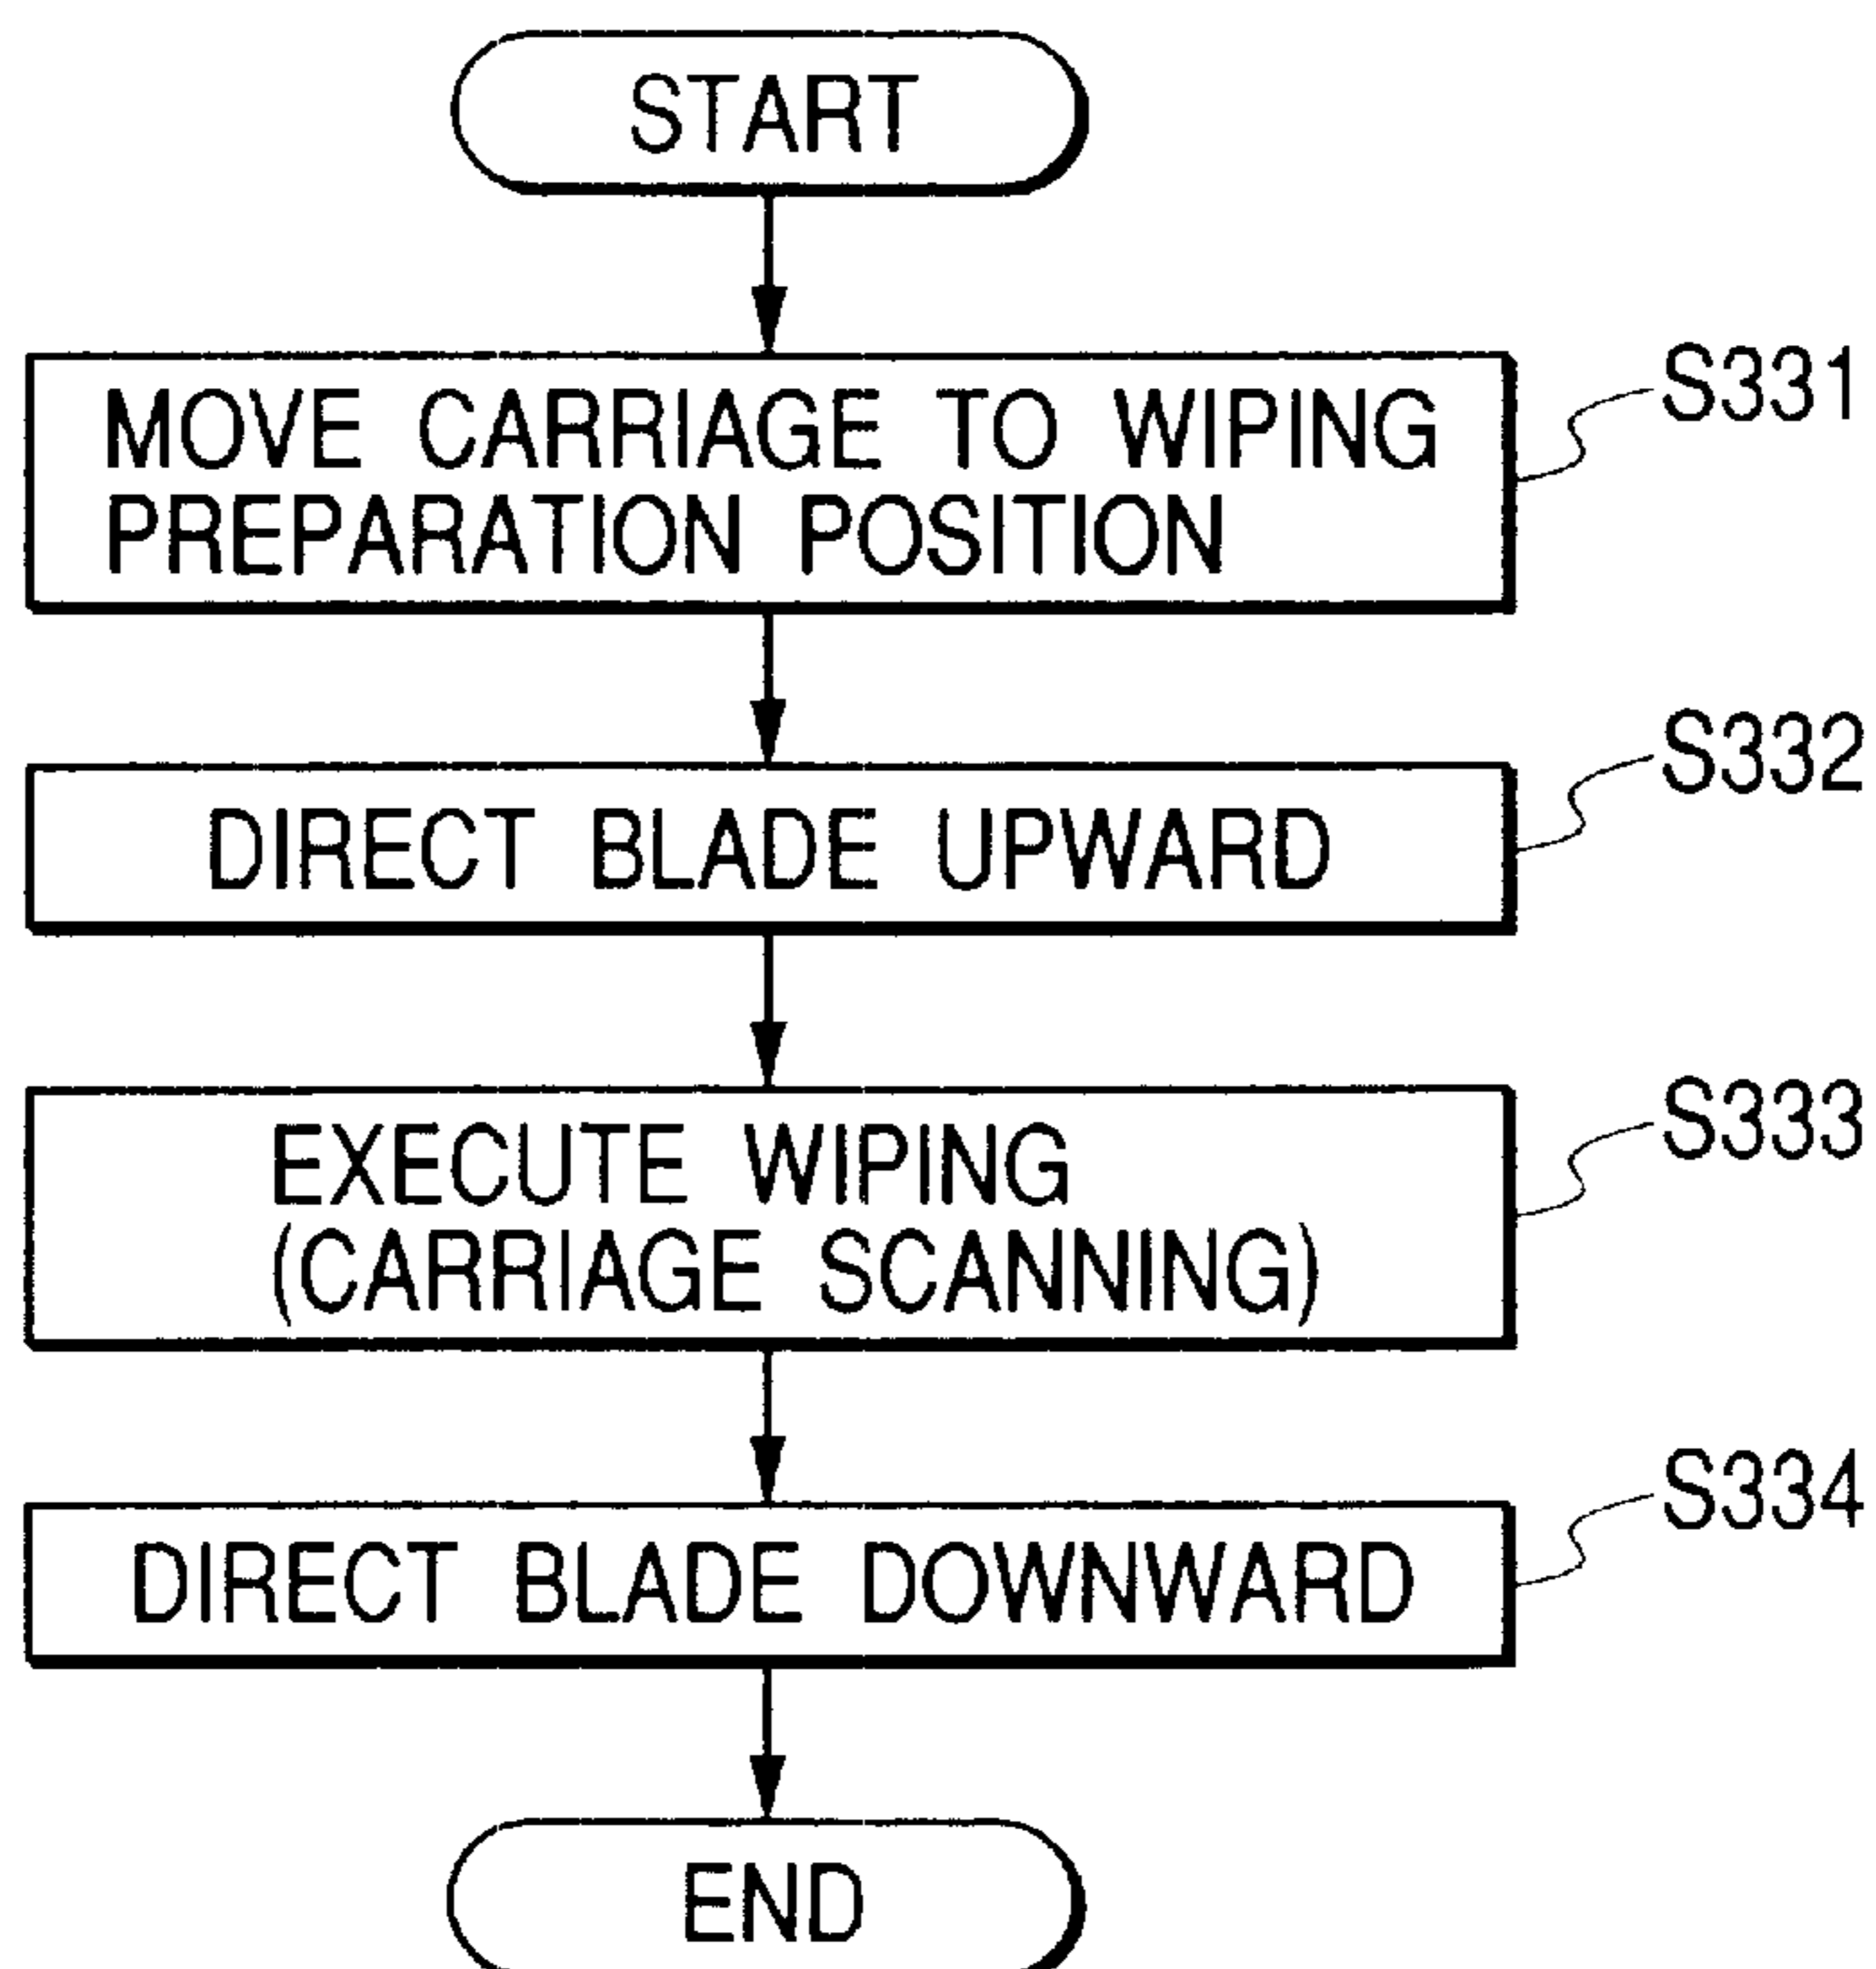 START
MOVE CARRIAGE TO WIPING
PREPARATION POSITION
S331
DIRECT BLADE UPWARD
S332
EXECUTE WIPING
(CARRIAGE SCANNING)
S333
DIRECT BLADE DOWNWARD
S334
END